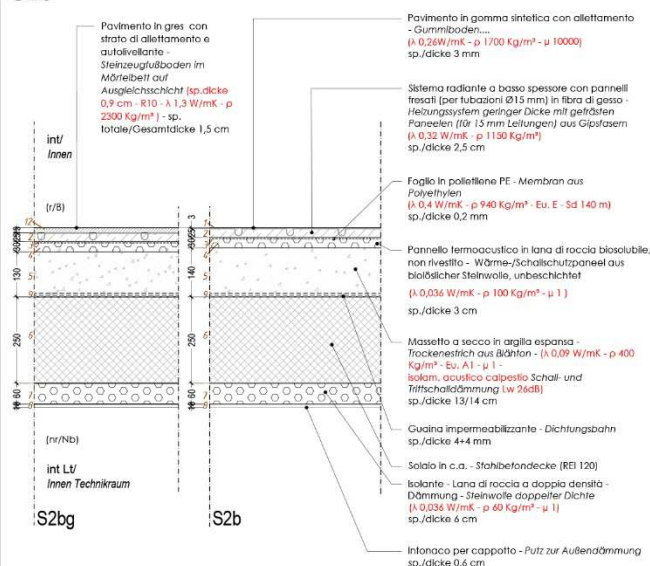 Pavimento in gres con
strato di allettamento e
autolivellante -
Steinzeugfußboden im
Mörtelbett auf
Ausgleichsschicht (sp.dicke
0,9 cm - R10 - λ 1,3 W/mK - ρ
2300 Kg/m³ ) - sp.
totale/Gesamtdicke 1,5 cm
int/
Innen
(r/B)
130
250
60
(nr/Nb)
int Lt/
Innen Technikraum
S2bg
140
250
60
S2b
Pavimento in gomma sintetica con allettamento
- Gummiboden....
(λ 0,26W/mK - ρ 1700 Kg/m³ - μ 10000)
sp./dicke 3 mm
Sistema radiante a basso spessore con pannelli
fresati (per tubazioni Ø15 mm) in fibra di gesso -
Heizungssystem geringer Dicke mit gefrästen
Paneelen (für 15 mm Leitungen) aus Gipsfasern
(λ 0,32 W/mK - ρ 1150 Kg/m³)
sp./dicke 2,5 cm
Foglio in polietilene PE - Membran aus
Polyethylen
(λ 0,4 W/mK - ρ 940 Kg/m³ - Eu. E - Sd 140 m)
sp./dicke 0,2 mm
Pannello termoacustico in lana di roccia biosolubile,
non rivestito - Wärme-/Schallschutzpaneel aus
biolöslicher Steinwolle, unbeschichtet
(λ 0,036 W/mK - ρ 100 Kg/m³ - μ 1 )
sp./dicke 3 cm
Massetto a secco in argilla espansa -
Trockenestrich aus Blähton - (λ 0,09 W/mK - ρ 400
Kg/m³ - Eu. A1 - μ 1 -
isolam. acustico calpestio Schall- und
Trittschallsdämmung Lw 26dB)
sp./dicke 13/14 cm
Guaina impermeabilizzante - Dichtungsbahn
sp./dicke 4+4 mm
Solaio in c.a. - Stahlbetondecke (REI 120)
Isolante - Lana di roccia a doppia densità -
Dämmung - Steinwolle doppelter Dichte
(λ 0,036 W/mK - ρ 60 Kg/m³ - μ 1)
sp./dicke 6 cm
Intonaco per cappotto - Putz zur Außendämmung
sp./dicke 0,6 cm